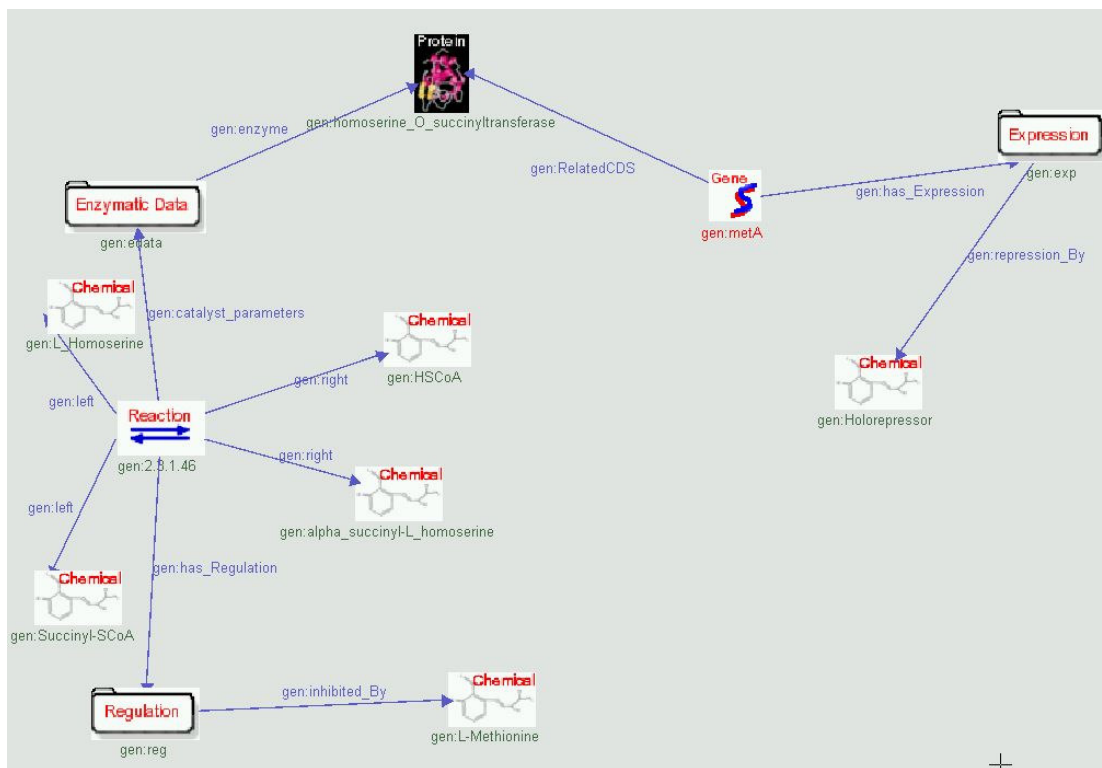 Protein
gen:homoserine_O_succinyltransferase
gen:enzyme
Expression
gen:exp
gen:RelatedCDS
Gene
gen:has_Expression
gen:metA
Enzymatic Data
gen:edata
gen:repression_By
Chemical
gen:L_Homoserine
gen:catalyst_parameters
Chemical
gen:HSCoA
gen:right
Chemical
gen:Holorepressor
gen:left
Reaction
gen:2.3.1.46
gen:right
Chemical
gen:alpha_succinyl-L_homoserine
gen:left
gen:has_Regulation
Chemical
gen:Succinyl-SCoA
Regulation
gen:reg
gen:inhibited_By
Chemical
gen:L-Methionine